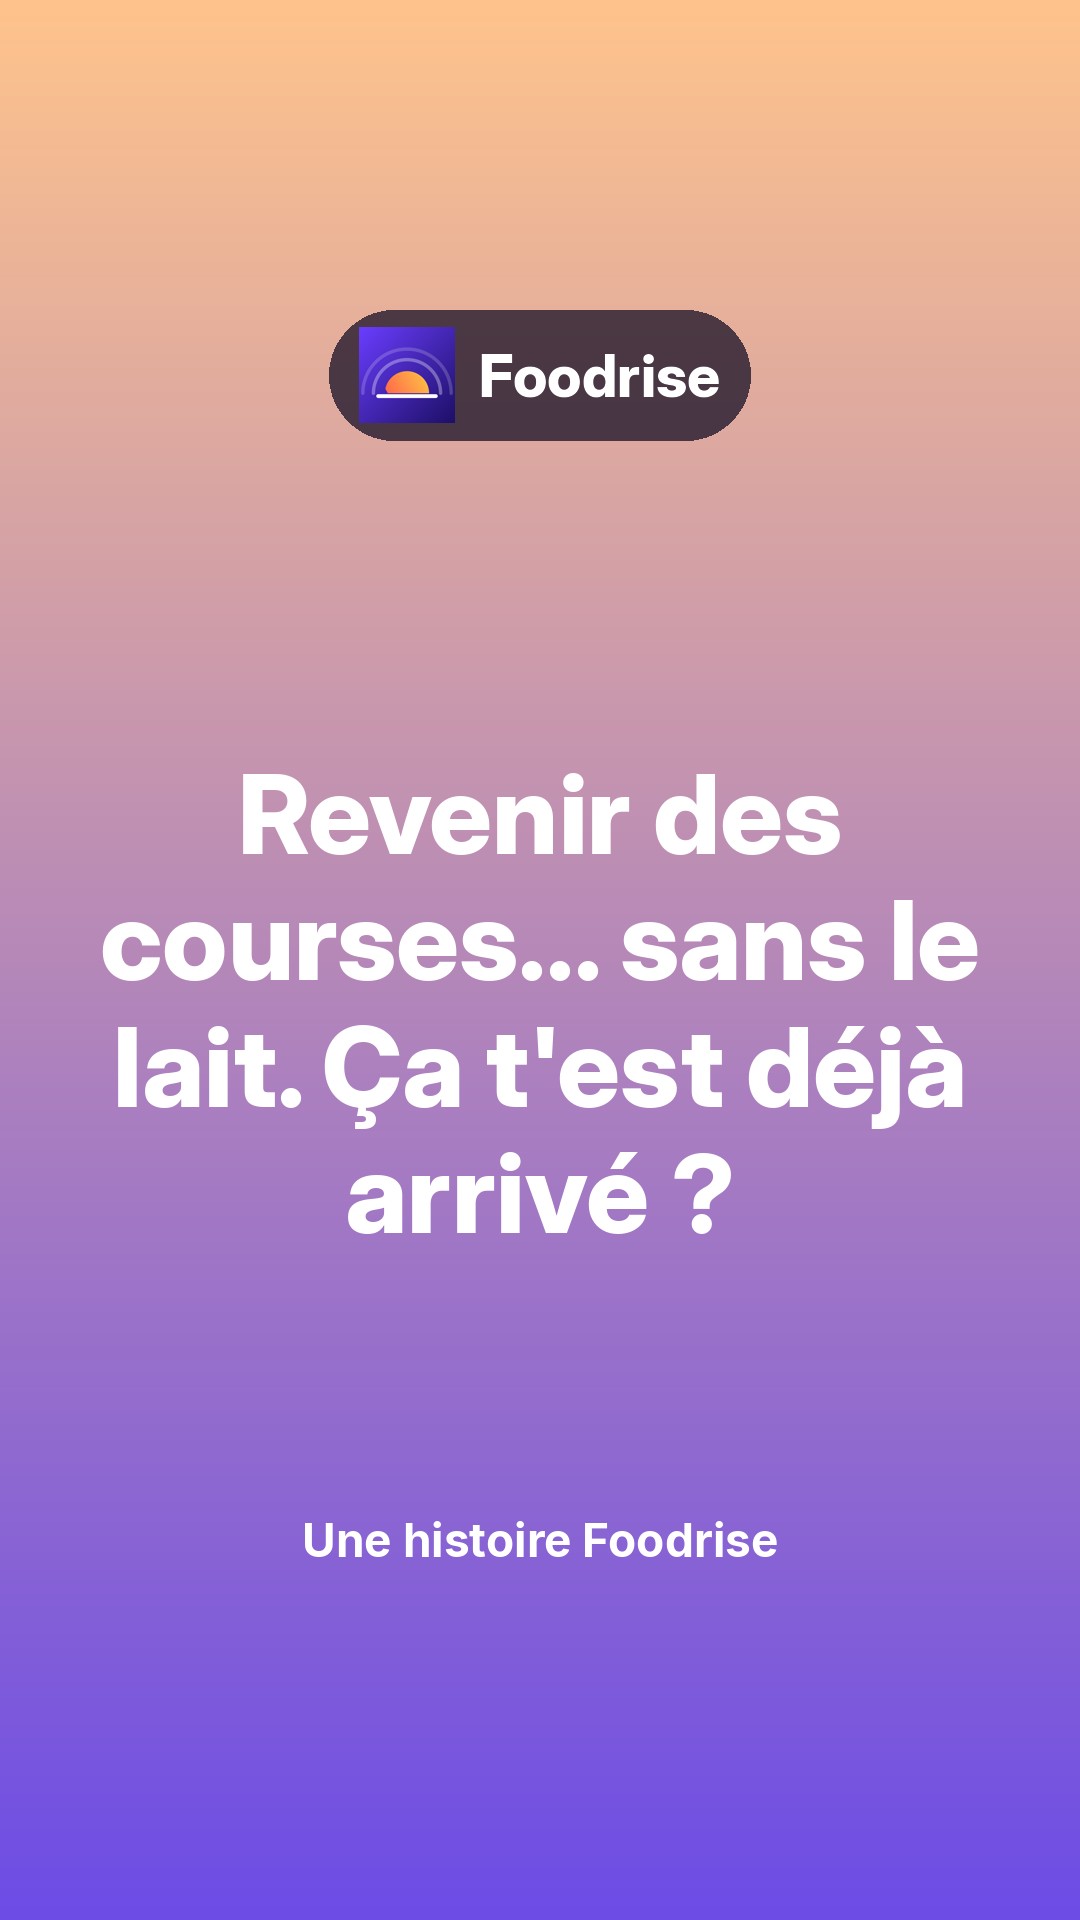 Foodrise
Revenir des
courses... sans le
lait. Ça t'est déjà
arrivé ?
Une histoire Foodrise